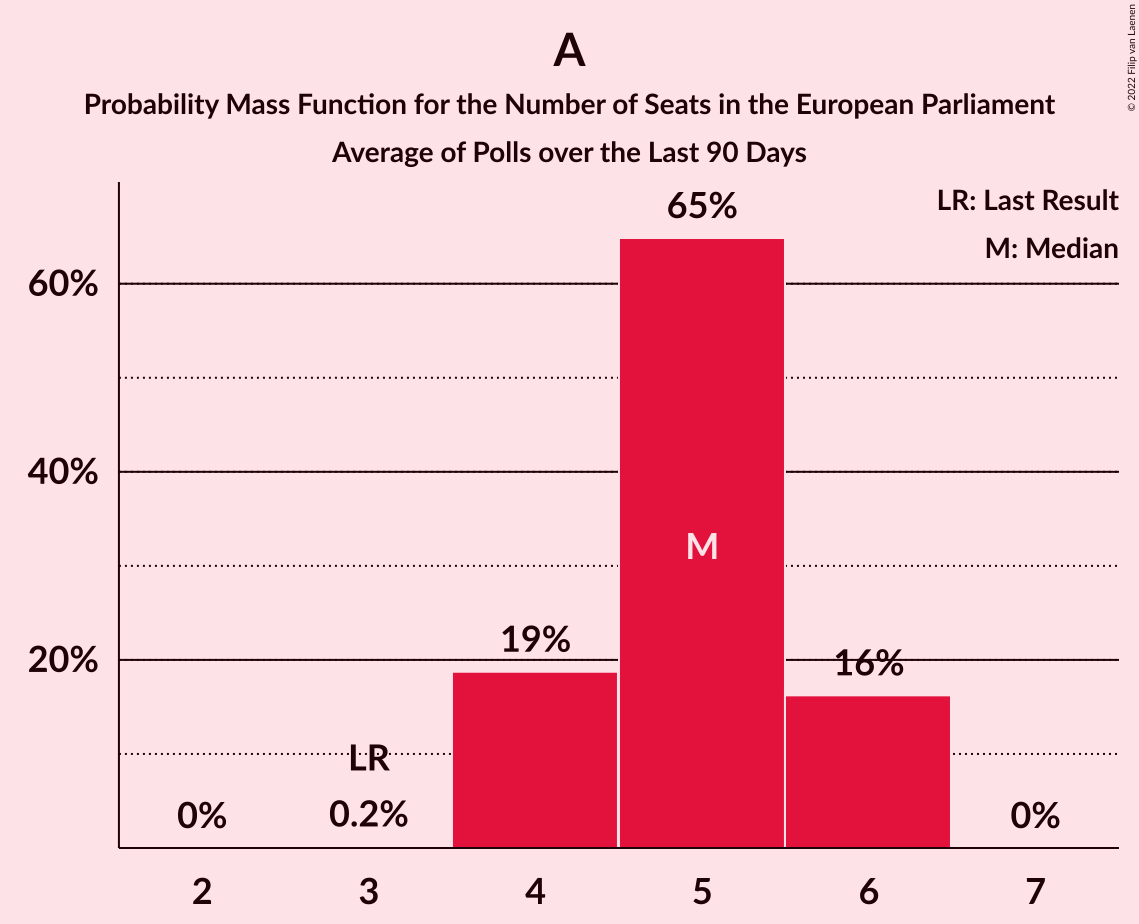 A
Probability Mass Function for the Number of Seats in the European Parliament
Average of Polls over the Last 90 Days
© 2022 Filip van Laenen
LR: Last Result
M: Median
60%
40%
20%
0%
LR
0.2%
19%
65%
M
16%
0%
2 3 4 5 6 7